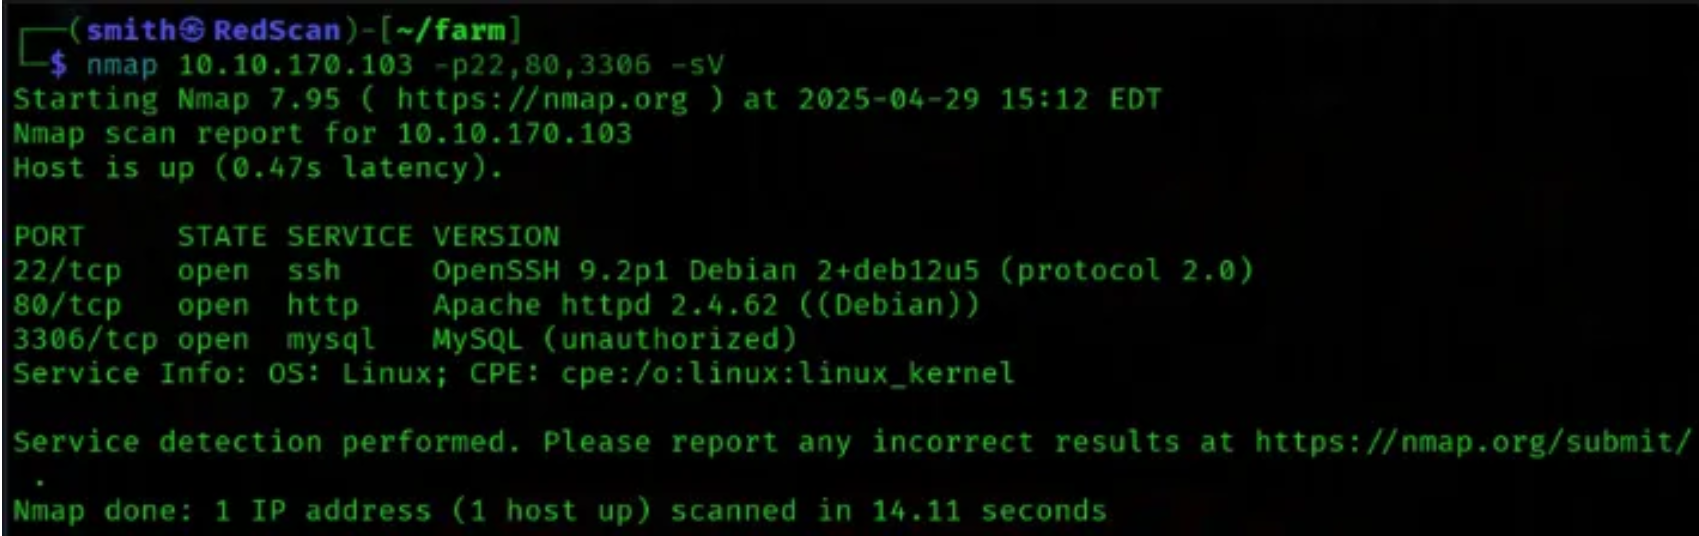 ┌──(smith㉿RedScan)-[~/farm]
└─$ nmap 10.10.170.103 -p22,80,3306 -sV
Starting Nmap 7.95 ( https://nmap.org ) at 2025-04-29 15:12 EDT
Nmap scan report for 10.10.170.103
Host is up (0.47s latency).

PORT     STATE SERVICE VERSION
22/tcp   open  ssh     OpenSSH 9.2p1 Debian 2+deb12u5 (protocol 2.0)
80/tcp   open  http    Apache httpd 2.4.62 ((Debian))
3306/tcp open  mysql   MySQL (unauthorized)
Service Info: OS: Linux; CPE: cpe:/o:linux:linux_kernel

Service detection performed. Please report any incorrect results at https://nmap.org/submit/
 .
Nmap done: 1 IP address (1 host up) scanned in 14.11 seconds